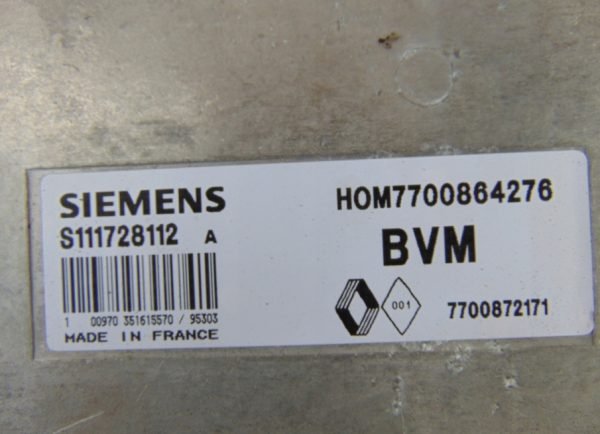 SIEMENS
S111728112 A
1 00970 351615570 / 95303
MADE IN FRANCE
HOM7700864276
BVM
001
7700872171